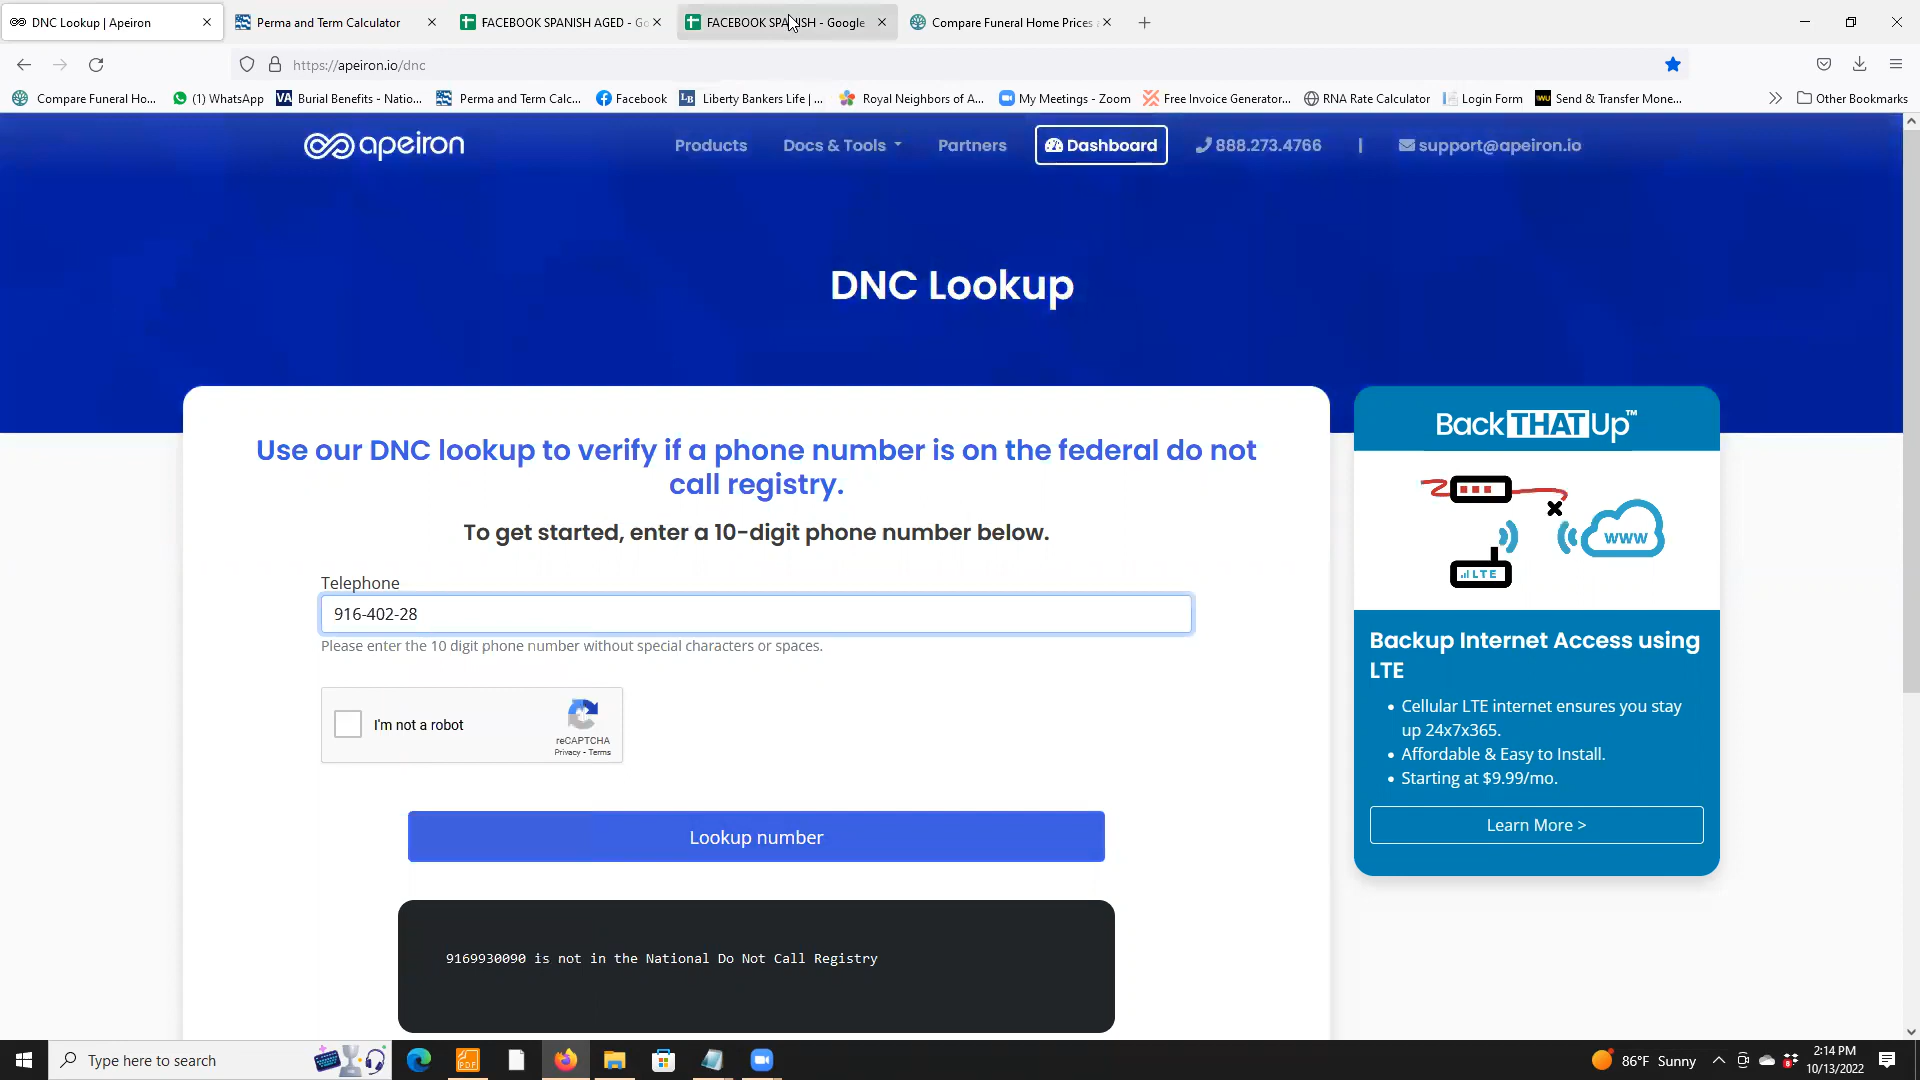 DNC Lookup | Apeiron
Perma and Term Calculator
FACEBOOK SPANISH AGED - Go
FACEBOOK SPANISH - Google
Compare Funeral Home Prices
https://apeiron.io/dnc
Compare Funeral Ho...
(1) WhatsApp
VA Burial Benefits - Natio...
Perma and Term Calc...
Facebook
LB Liberty Bankers Life | ...
Royal Neighbors of A...
My Meetings - Zoom
Free Invoice Generator...
RNA Rate Calculator
Login Form
WU Send & Transfer Mone...
Other Bookmarks
apeiron
Products
Docs & Tools
Partners
Dashboard
888.273.4766
|
support@apeiron.io
DNC Lookup
Use our DNC lookup to verify if a phone number is on the federal do not
call registry.
To get started, enter a 10-digit phone number below.
Telephone
916-402-28
Please enter the 10 digit phone number without special characters or spaces.
I'm not a robot
reCAPTCHA
Privacy - Terms
Lookup number
9169930090 is not in the National Do Not Call Registry
Back THAT Up™
WWW
LTE
Backup Internet Access using
LTE
• Cellular LTE internet ensures you stay
up 24x7x365.
• Affordable & Easy to Install.
• Starting at $9.99/mo.
Learn More >
Type here to search
PDF
86°F Sunny
2:14 PM
10/13/2022